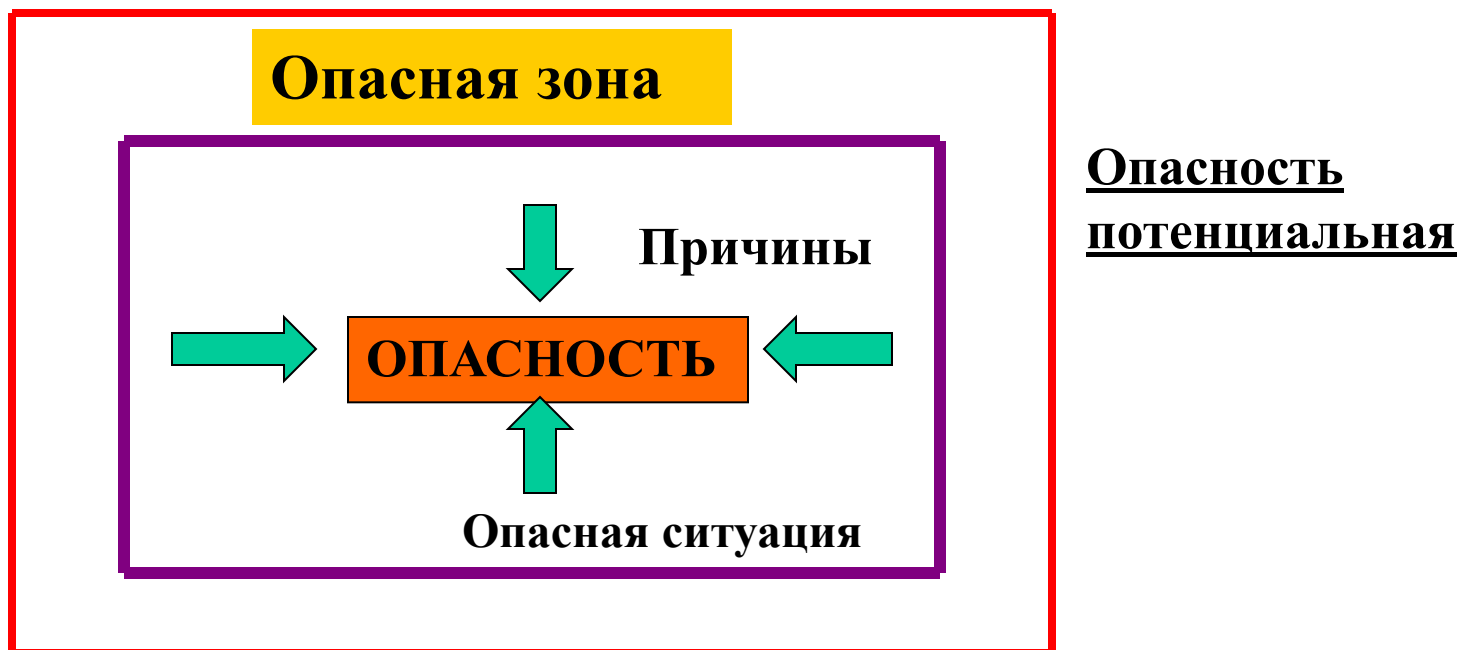 Опасная зона
Опасность
потенциальная
Причины
ОПАСНОСТЬ
Опасная ситуация